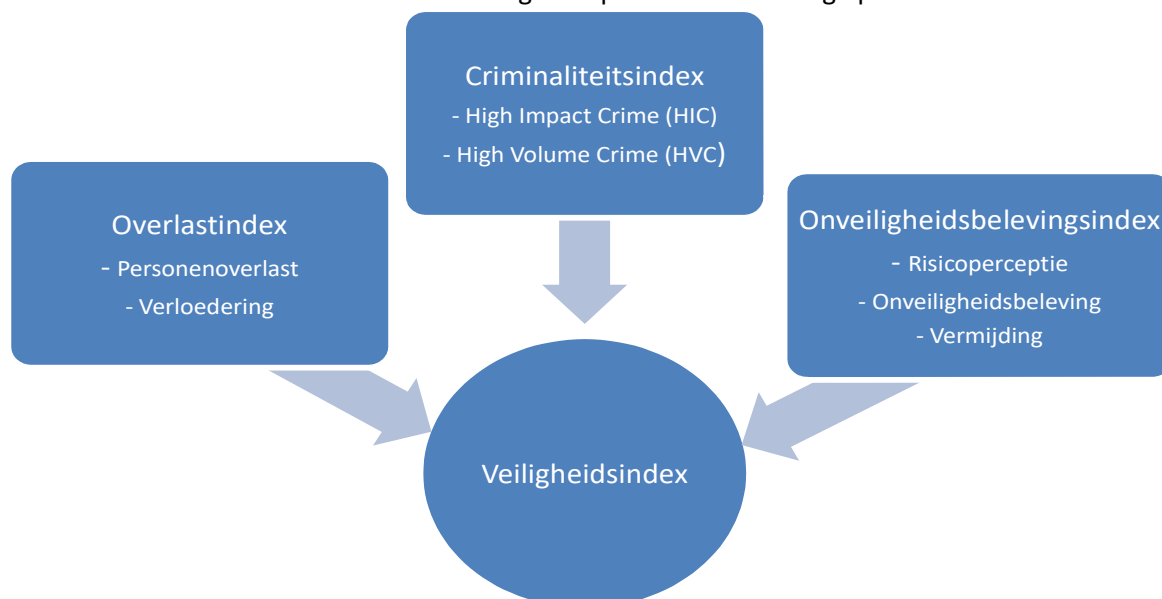 Criminaliteitsindex
- High Impact Crime (HIC)
- High Volume Crime (HVC)
Overlastindex
- Personenoverlast
- Verloedering
Onveiligheidsbelevingsindex
- Risicoperceptie
- Onveiligheidsbeleving
- Vermijding
Veiligheidsindex